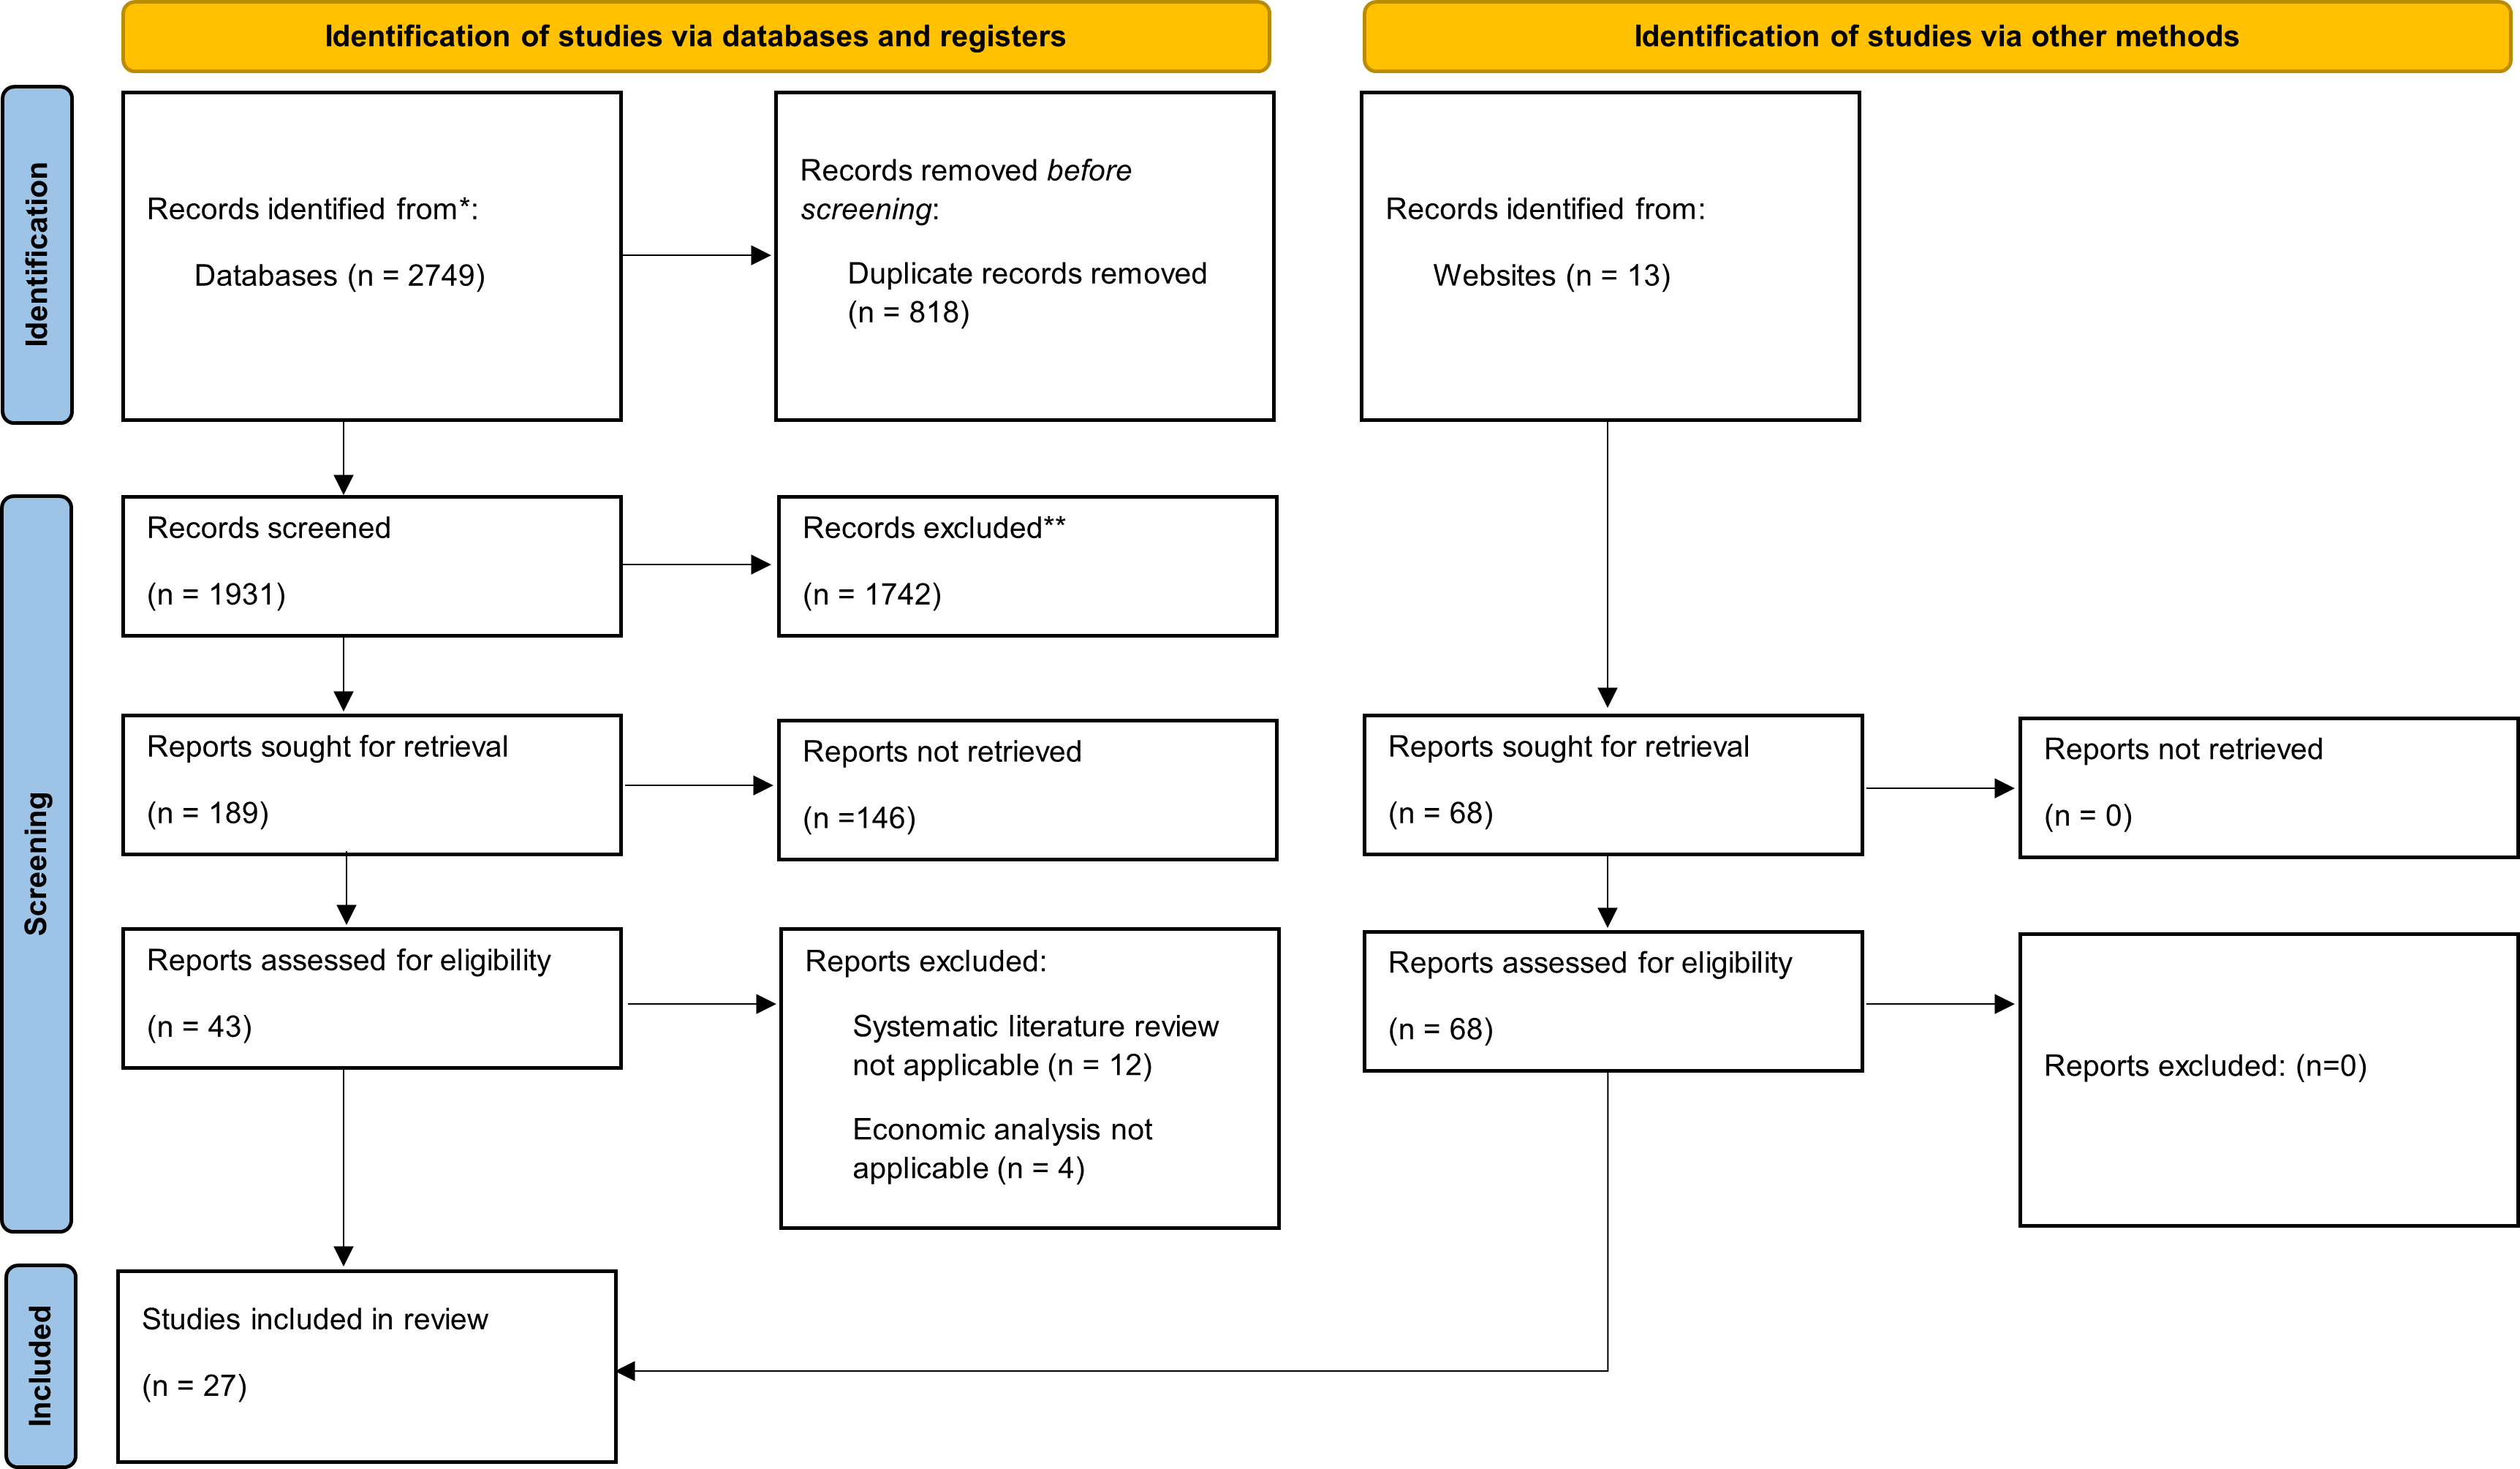 Identification of studies via databases and registers
Identification of studies via other methods
Identification
Records identified from*:
Databases (n = 2749)
Records removed before
screening:
Duplicate records removed
(n = 818)
Records identified from:
Websites (n = 13)
Screening
Records screened
(n = 1931)
Records excluded**
(n = 1742)
Reports sought for retrieval
(n = 189)
Reports not retrieved
(n =146)
Reports sought for retrieval
(n = 68)
Reports not retrieved
(n = 0)
Reports assessed for eligibility
(n = 43)
Reports excluded:
Systematic literature review
not applicable (n = 12)
Economic analysis not
applicable (n = 4)
Reports assessed for eligibility
(n = 68)
Reports excluded: (n=0)
Included
Studies included in review
(n = 27)